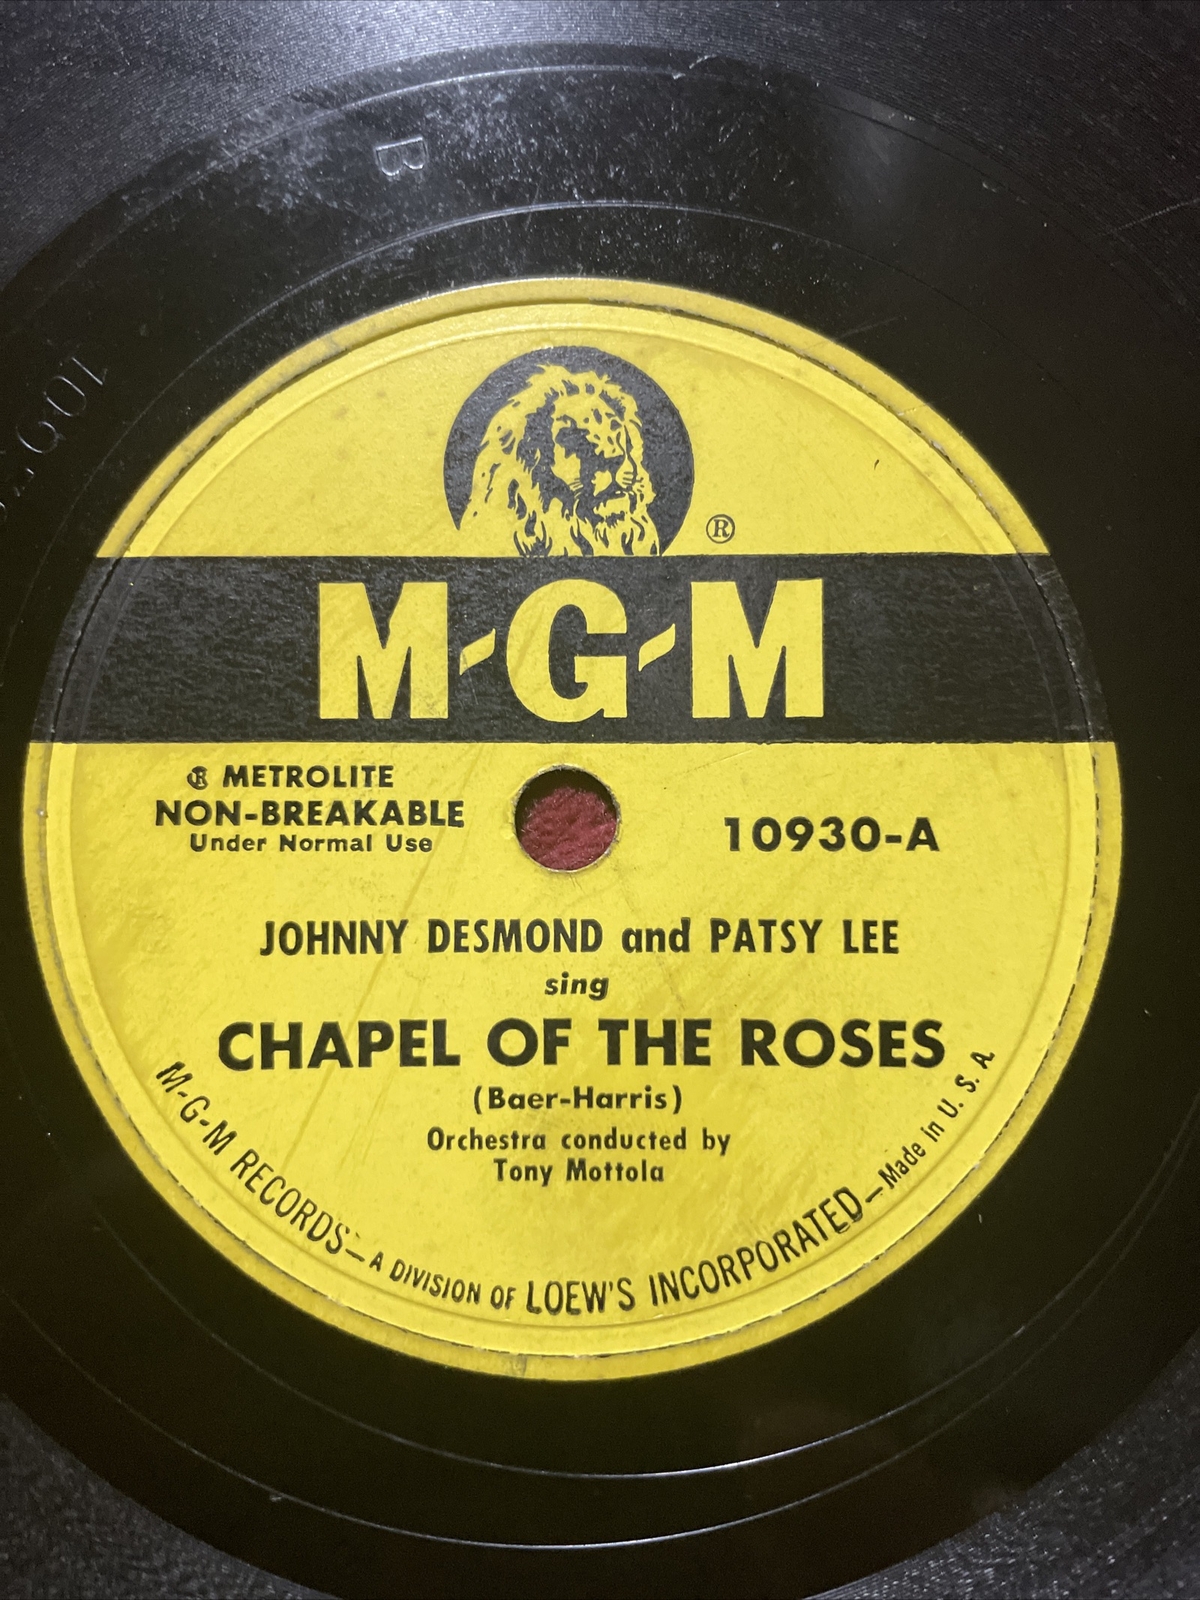 B
®
M-G-M
® METROLITE
NON-BREAKABLE
Under Normal Use
10930-A
JOHNNY DESMOND and PATSY LEE
sing
CHAPEL OF THE ROSES
(Baer-Harris)
Orchestra conducted by
Tony Mottola
M-G-M RECORDS—A DIVISION OF LOEW'S INCORPORATED—Made in U. S. A.